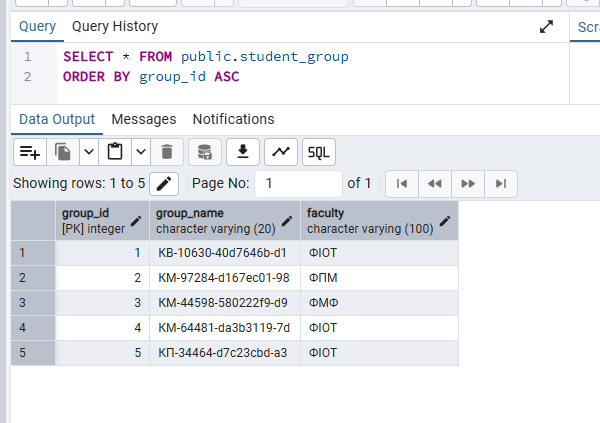 Query Query History
Scr
1 SELECT * FROM public.student_group
2 ORDER BY group_id ASC
Data Output Messages Notifications
SQL
Showing rows: 1 to 5 Page No: 1 of 1
group_id group_name faculty
[PK] integer character varying (20) character varying (100)
1 1 КВ-10630-40d7646b-d1 ФІОТ
2 2 КМ-97284-d167ec01-98 ФПМ
3 3 КМ-44598-580222f9-d9 ФМФ
4 4 КМ-64481-da3b3119-7d ФІОТ
5 5 КП-34464-d7c23cbd-a3 ФІОТ